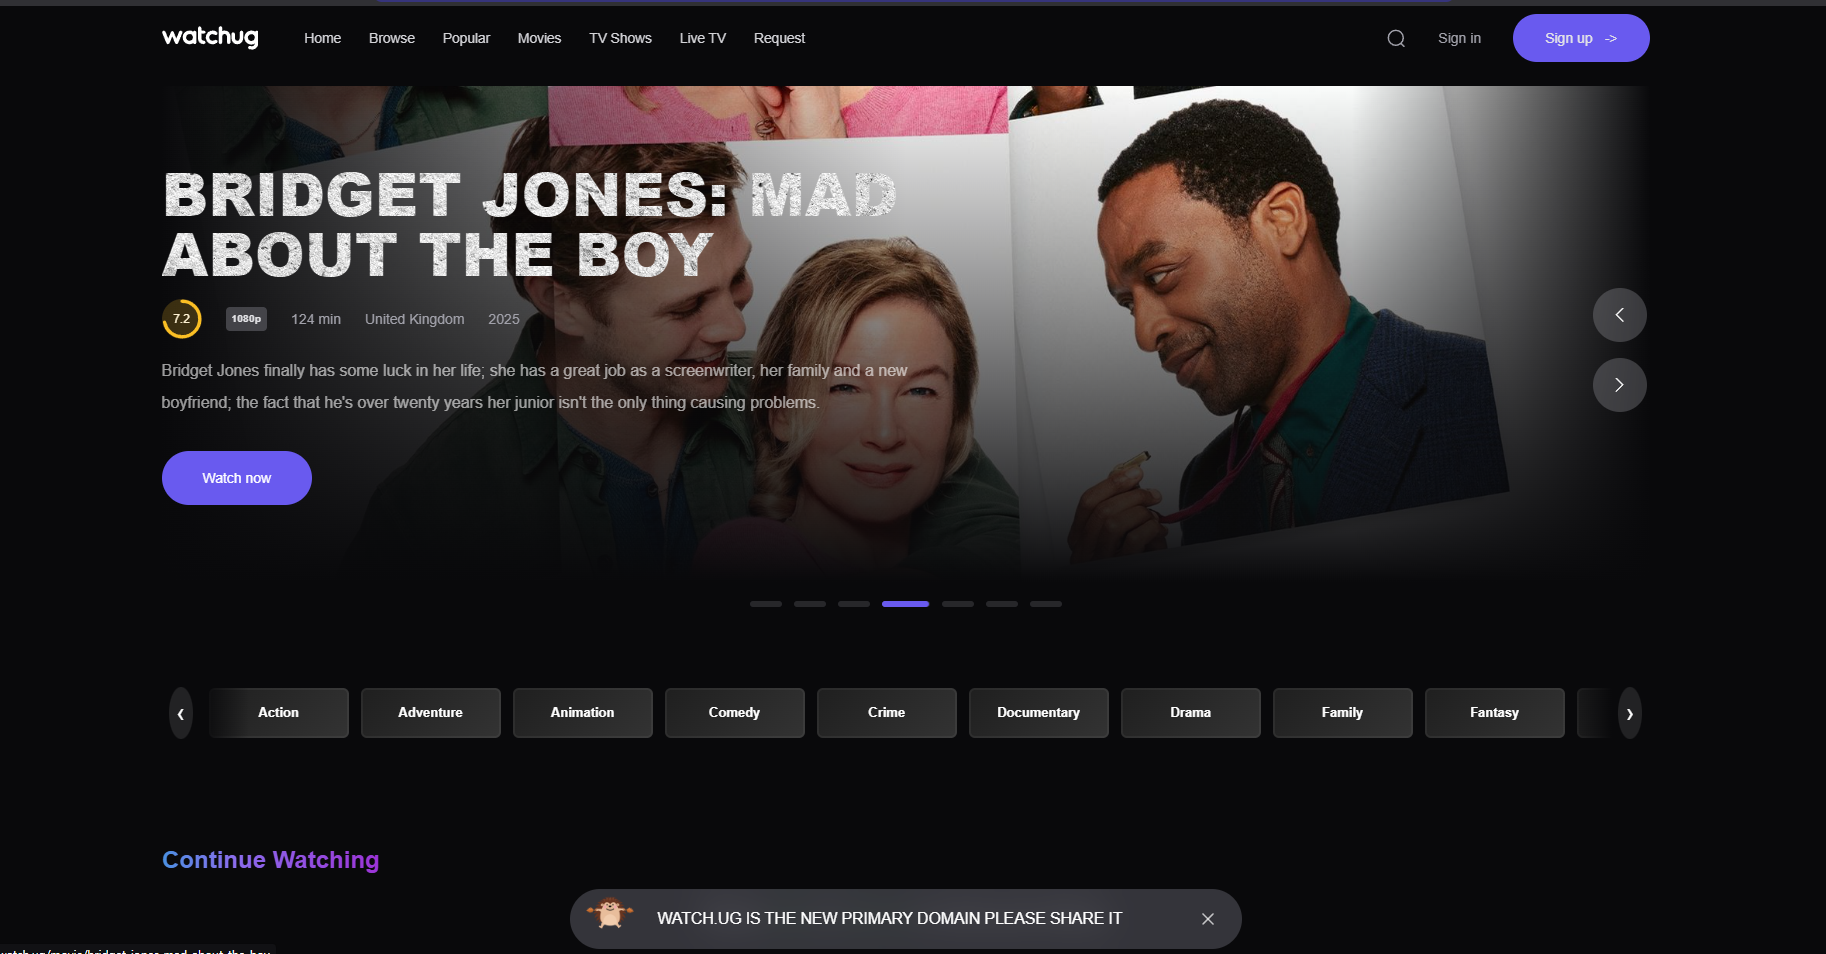 watchug
Home Browse Popular Movies TV Shows Live TV Request
Sign in
Sign up ->
BRIDGET JONES: MAD
ABOUT THE BOY
7.2 1080p 124 min United Kingdom 2025
Bridget Jones finally has some luck in her life; she has a great job as a screenwriter, her family and a new
boyfriend; the fact that he's over twenty years her junior isn't the only thing causing problems.
Watch now
Action Adventure Animation Comedy Crime Documentary Drama Family Fantasy
Continue Watching
WATCH.UG IS THE NEW PRIMARY DOMAIN PLEASE SHARE IT